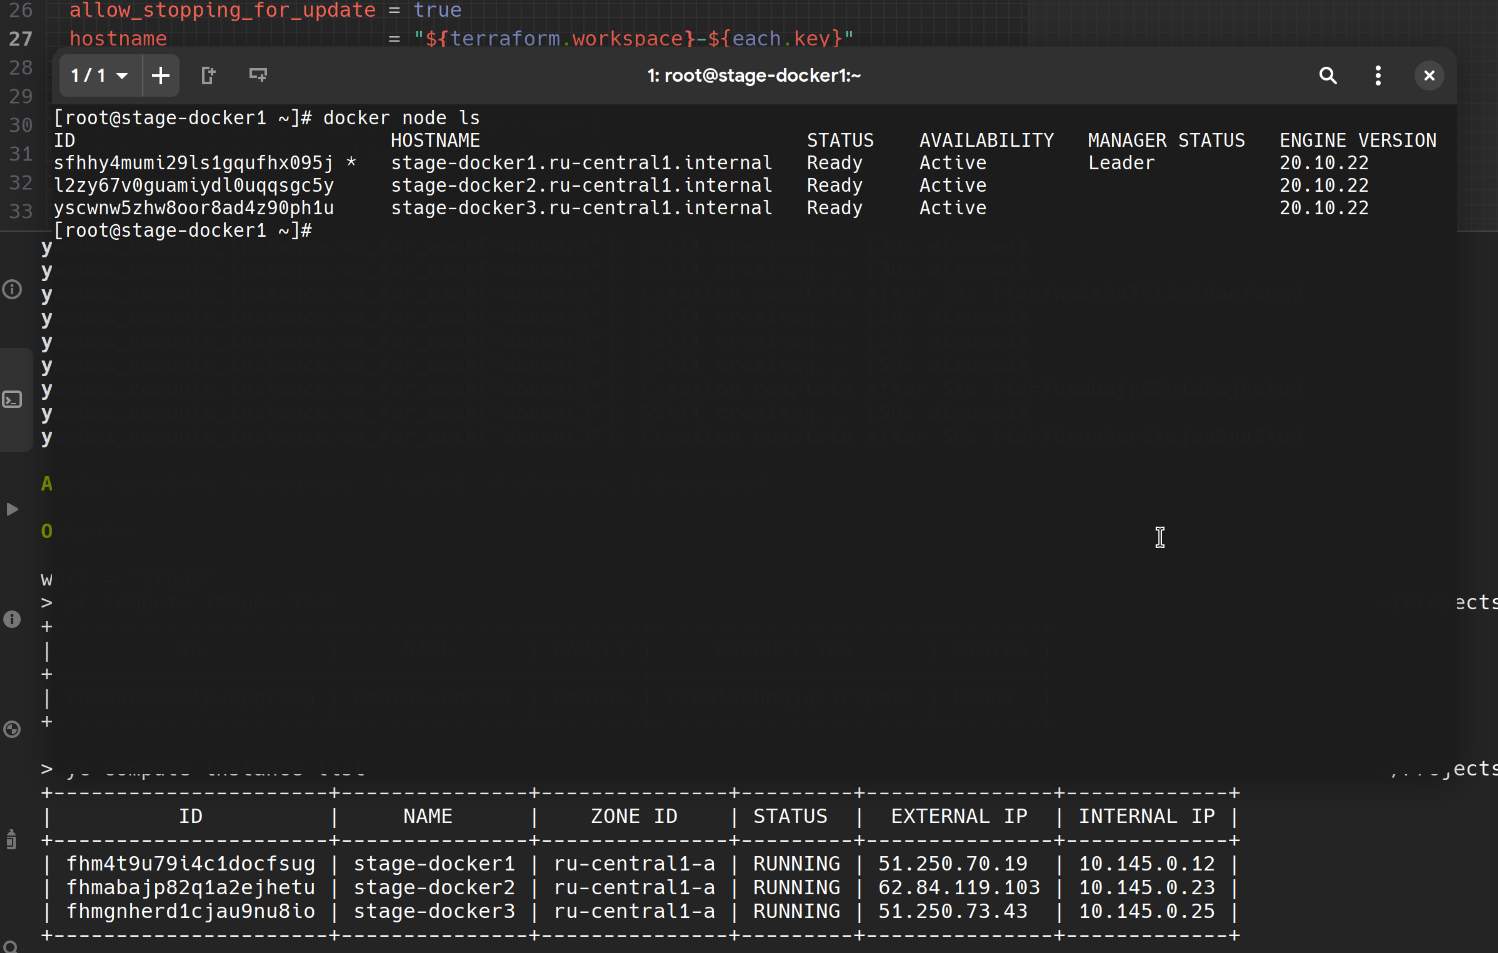 26 allow_stopping_for_update = true
27 hostname = "${terraform.workspace}-${each.key}"
28
1 / 1
1: root@stage-docker1:~
29
[root@stage-docker1 ~]# docker node ls
30
ID HOSTNAME STATUS AVAILABILITY MANAGER STATUS ENGINE VERSION
31
sfhhy4mumi29ls1gqufhx095j * stage-docker1.ru-central1.internal Ready Active Leader 20.10.22
32
l2zy67v0guamiydl0uqqsgc5y stage-docker2.ru-central1.internal Ready Active 20.10.22
33
yscwnw5zhw8oor8ad4z90ph1u stage-docker3.ru-central1.internal Ready Active 20.10.22
[root@stage-docker1 ~]#
y
y
y
y
y
y
y
y
y
A
O
w
> ects
+
|
+
|
+
> yc compute instance list /Projects
+-----------------------+---------------+---------------+---------+---------------+-------------+
| ID | NAME | ZONE ID | STATUS | EXTERNAL IP | INTERNAL IP |
+-----------------------+---------------+---------------+---------+---------------+-------------+
| fhm4t9u79i4c1docfsug | stage-docker1 | ru-central1-a | RUNNING | 51.250.70.19 | 10.145.0.12 |
| fhmabajp82q1a2ejhetu | stage-docker2 | ru-central1-a | RUNNING | 62.84.119.103 | 10.145.0.23 |
| fhmgnherd1cjau9nu8io | stage-docker3 | ru-central1-a | RUNNING | 51.250.73.43 | 10.145.0.25 |
+-----------------------+---------------+---------------+---------+---------------+-------------+